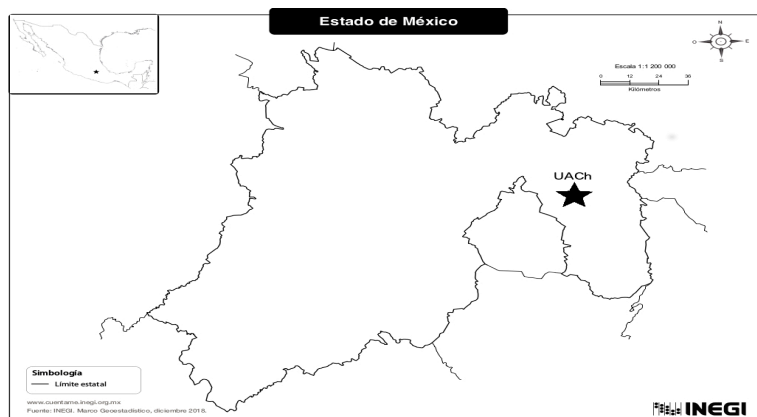 Estado de México
N
O E
S
Escala 1:1 200 000
0 12 24 36
Kilómetros
UACh
Simbología
Límite estatal
www.cuentame.inegi.org.mx
Fuente: INEGI. Marco Geoestadístico, diciembre 2018.
INEGI